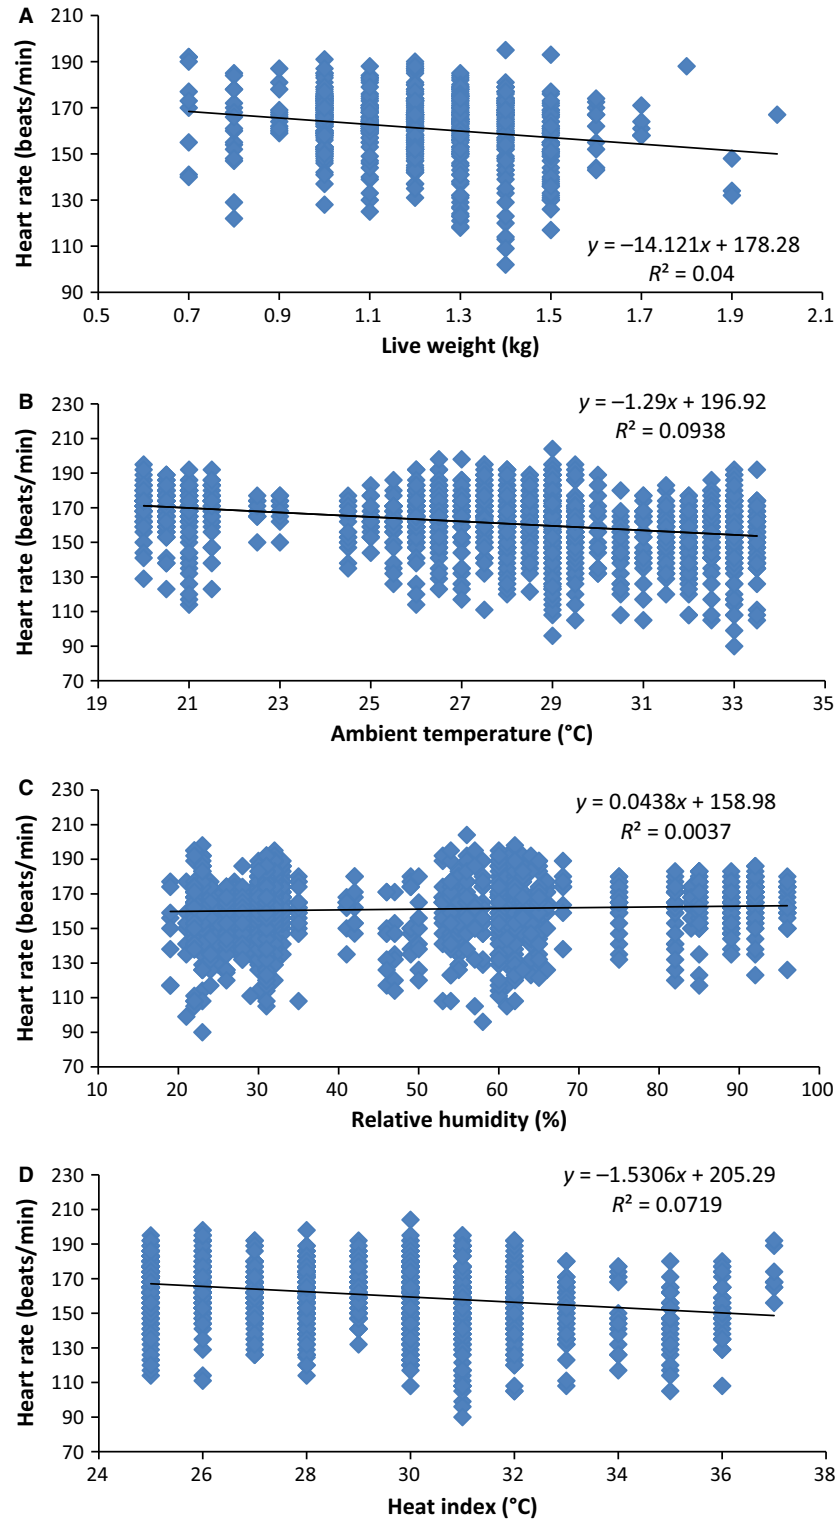 A
210
190
170
150
130
110
90
Heart rate (beats/min)
y = –14.121x + 178.28
R² = 0.04
0.5 0.7 0.9 1.1 1.3 1.5 1.7 1.9 2.1
Live weight (kg)
B
230
210
190
170
150
130
110
90
70
Heart rate (beats/min)
y = –1.29x + 196.92
R² = 0.0938
19 21 23 25 27 29 31 33 35
Ambient temperature (°C)
C
230
210
190
170
150
130
110
90
70
Heart rate (beats/min)
y = 0.0438x + 158.98
R² = 0.0037
10 20 30 40 50 60 70 80 90 100
Relative humidity (%)
D
230
210
190
170
150
130
110
90
70
Heart rate (beats/min)
y = –1.5306x + 205.29
R² = 0.0719
24 26 28 30 32 34 36 38
Heat index (°C)